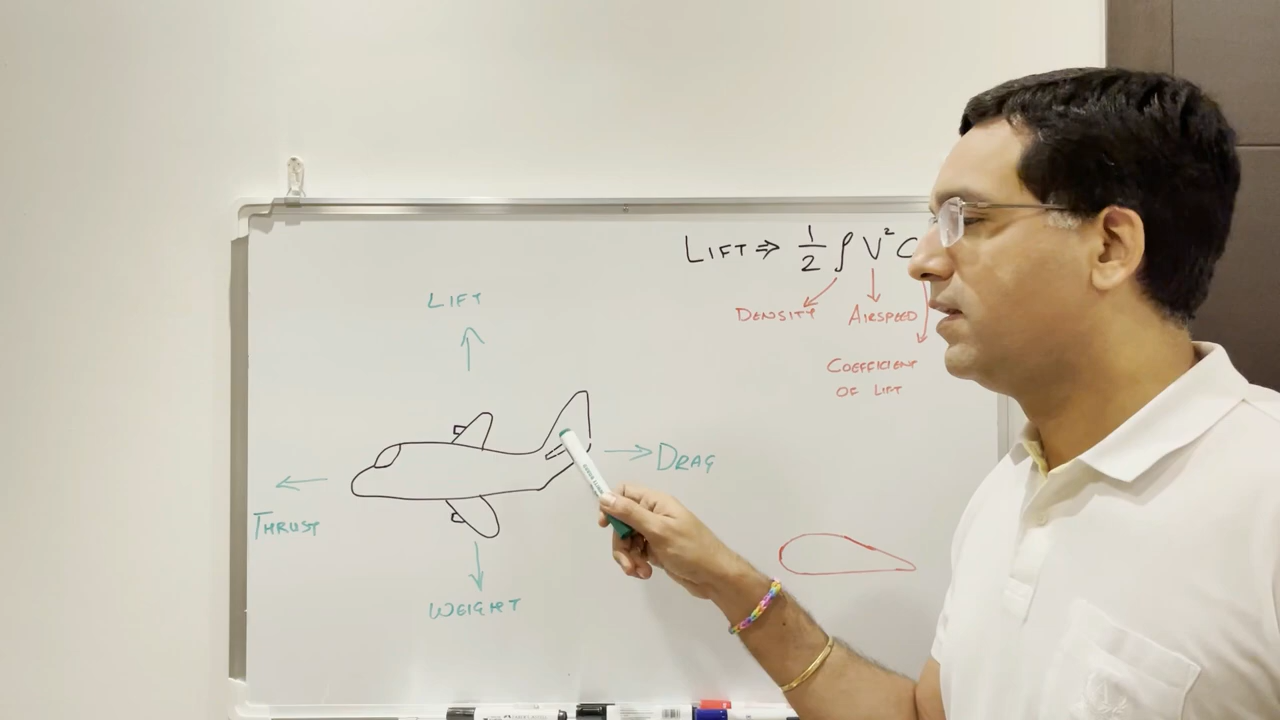 LIFT ⇒ 1/2 ρ V² C
DENSITY
AIRSPEED
COEFFICIENT
OF LIFT
LIFT
THRUST
DRAG
WEIGHT